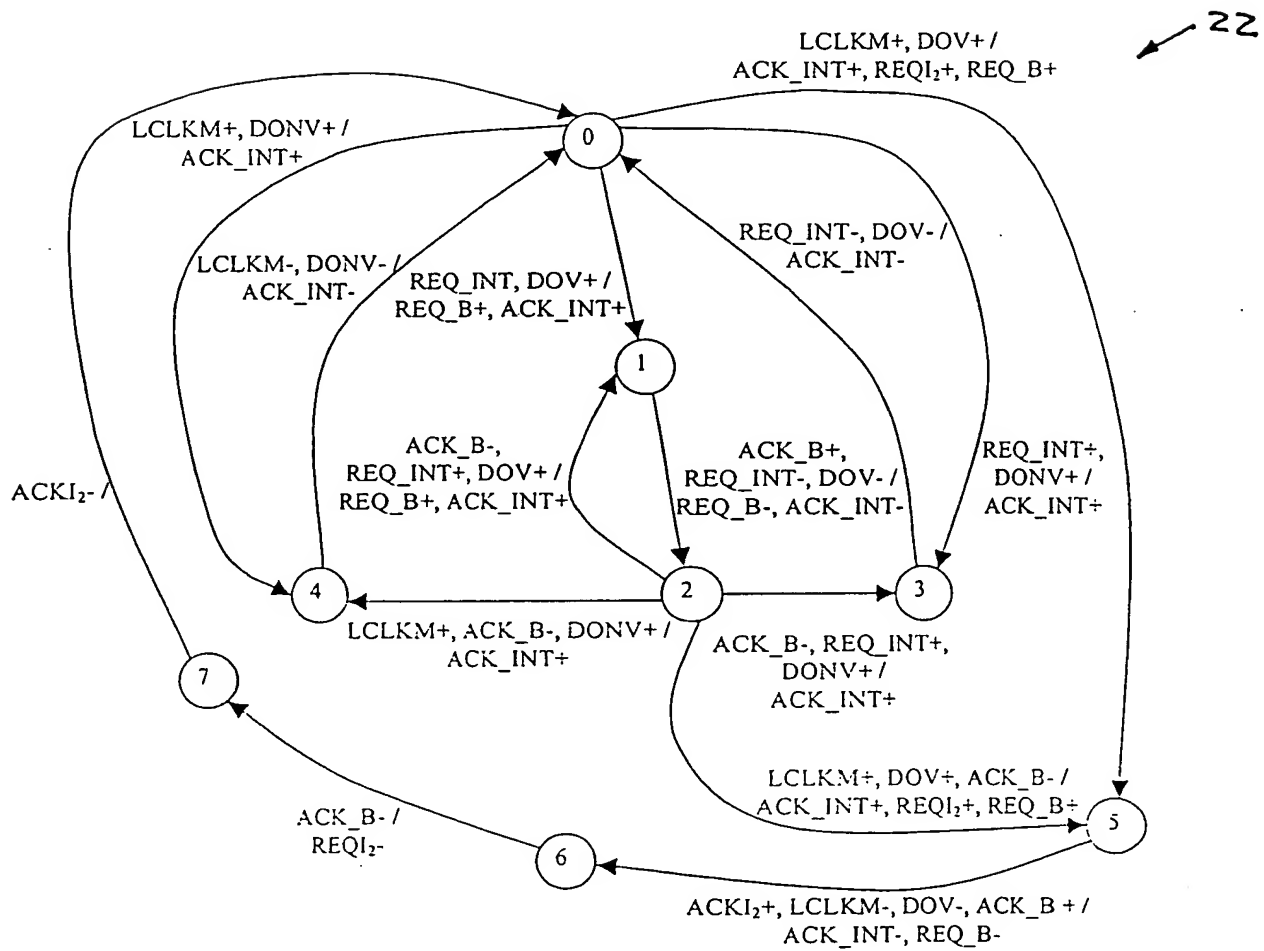 22
LCLKM+, DOV+ /
ACK_INT+, REQI₂+, REQ_B+
LCLKM+, DONV+ /
ACK_INT+
0
LCLKM-, DONV- /
ACK_INT-
REQ_INT, DOV+ /
REQ_B+, ACK_INT+
REQ_INT-, DOV- /
ACK_INT-
1
ACK_B-,
REQ_INT+, DOV+ /
REQ_B+, ACK_INT+
ACK_B+,
REQ_INT-, DOV- /
REQ_B-, ACK_INT-
REQ_INT+,
DONV+ /
ACK_INT+
ACKI₂- /
4
2
3
LCLKM+, ACK_B-, DONV+ /
ACK_INT+
ACK_B-, REQ_INT+,
DONV+ /
ACK_INT+
7
LCLKM+, DOV+, ACK_B- /
ACK_INT+, REQI₂+, REQ_B+
5
ACK_B- /
REQI₂-
6
ACKI₂+, LCLKM-, DOV-, ACK_B + /
ACK_INT-, REQ_B-